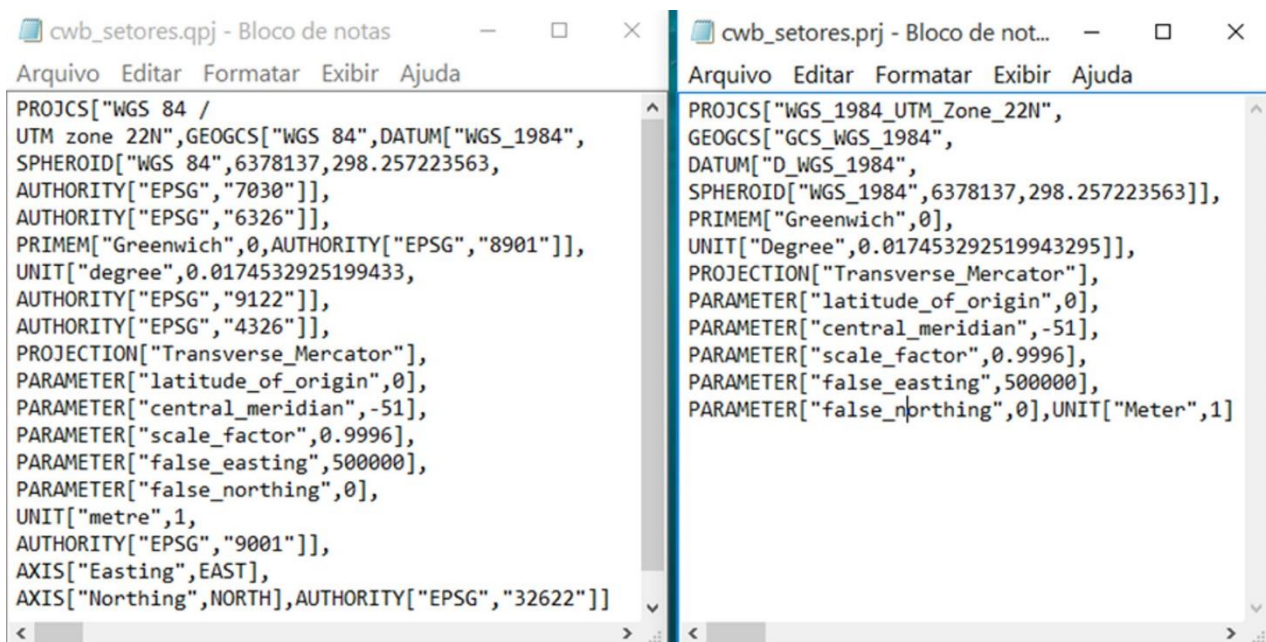 cwb_setores.qpj - Bloco de notas
Arquivo Editar Formatar Exibir Ajuda
PROJCS["WGS 84 /
UTM zone 22N",GEOGCS["WGS 84",DATUM["WGS_1984",
SPHEROID["WGS 84",6378137,298.257223563,
AUTHORITY["EPSG","7030"]],
AUTHORITY["EPSG","6326"]],
PRIMEM["Greenwich",0,AUTHORITY["EPSG","8901"]],
UNIT["degree",0.0174532925199433,
AUTHORITY["EPSG","9122"]],
AUTHORITY["EPSG","4326"]],
PROJECTION["Transverse_Mercator"],
PARAMETER["latitude_of_origin",0],
PARAMETER["central_meridian",-51],
PARAMETER["scale_factor",0.9996],
PARAMETER["false_easting",500000],
PARAMETER["false_northing",0],
UNIT["metre",1,
AUTHORITY["EPSG","9001"]],
AXIS["Easting",EAST],
AXIS["Northing",NORTH],AUTHORITY["EPSG","32622"]]
cwb_setores.prj - Bloco de not...
Arquivo Editar Formatar Exibir Ajuda
PROJCS["WGS_1984_UTM_Zone_22N",
GEOGCS["GCS_WGS_1984",
DATUM["D_WGS_1984",
SPHEROID["WGS_1984",6378137,298.257223563]],
PRIMEM["Greenwich",0],
UNIT["Degree",0.017453292519943295]],
PROJECTION["Transverse_Mercator"],
PARAMETER["latitude_of_origin",0],
PARAMETER["central_meridian",-51],
PARAMETER["scale_factor",0.9996],
PARAMETER["false_easting",500000],
PARAMETER["false_northing",0],UNIT["Meter",1]